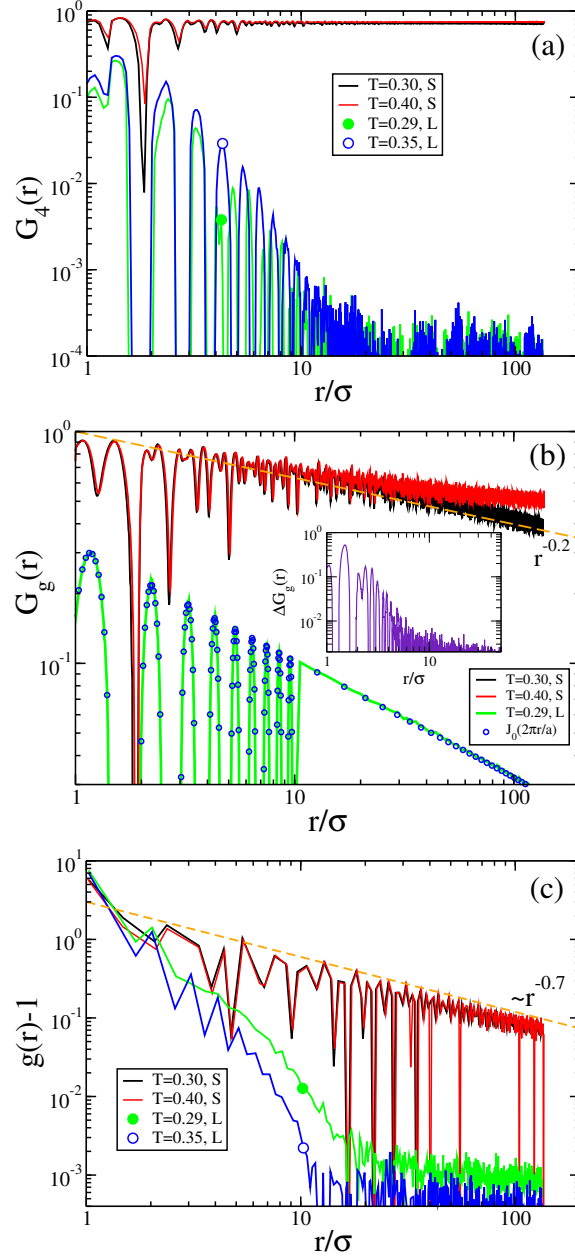 (a)
10^0
10^-1
10^-2
10^-3
10^-4
G_4(r)
T=0.30, S
T=0.40, S
T=0.29, L
T=0.35, L
1
10
100
r/σ
(b)
10^0
10^-1
G_g(r)
r^-0.2
10^0
10^-1
10^-2
ΔG_g(r)
1
10
r/σ
T=0.30, S
T=0.40, S
T=0.29, L
J_0(2πr/a)
1
10
100
r/σ
(c)
10^1
10^0
10^-1
10^-2
10^-3
g(r)-1
~r^-0.7
T=0.30, S
T=0.40, S
T=0.29, L
T=0.35, L
1
10
100
r/σ